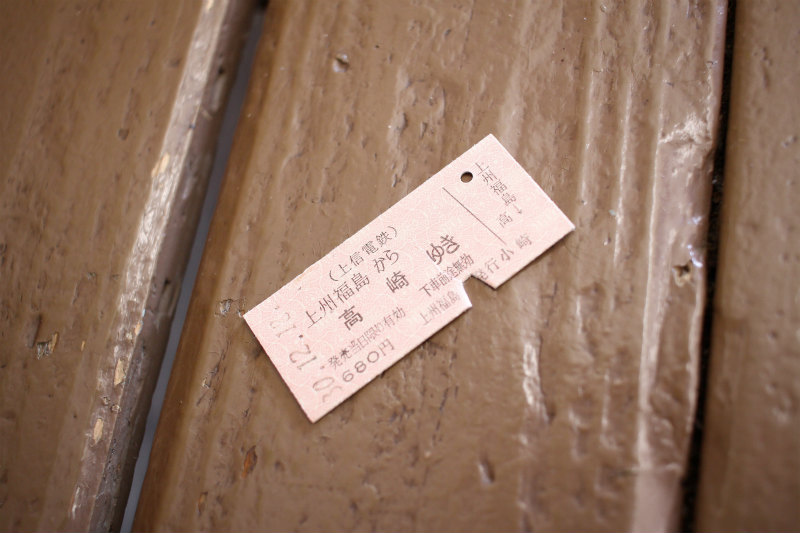 (上信電鉄)
上州福島から
高崎 ゆき
発売当日限り有効
下車前途無効
680円
上州福島
発行
上州福島
高
小
崎